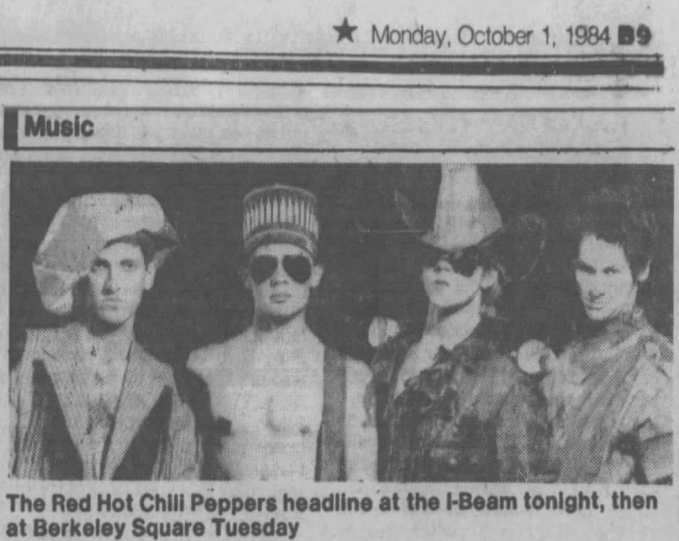 ★ Monday, October 1, 1984 B9
Music
The Red Hot Chili Peppers headline at the I-Beam tonight, then
at Berkeley Square Tuesday